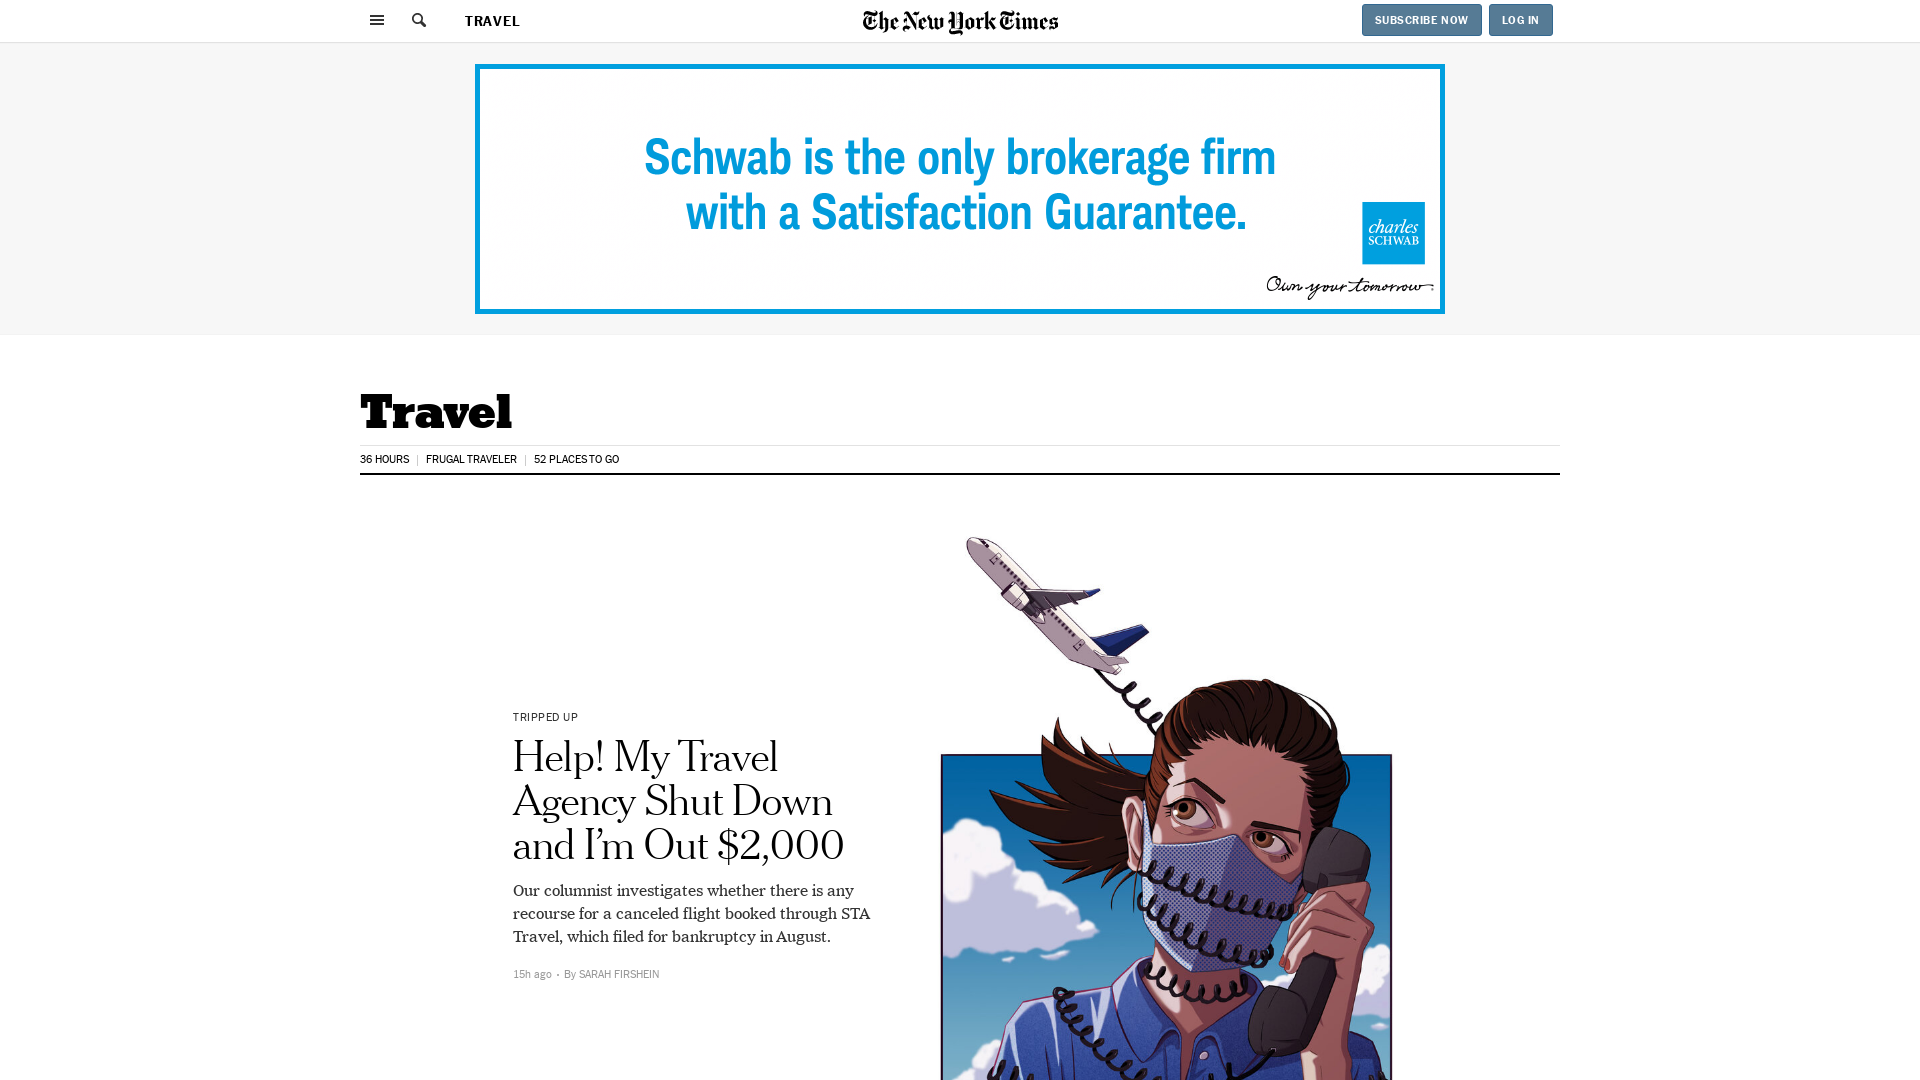 TRAVEL
The New York Times
SUBSCRIBE NOW
LOG IN
Schwab is the only brokerage firm
with a Satisfaction Guarantee.
charles
SCHWAB
Own your tomorrow.
Travel
36 HOURS
FRUGAL TRAVELER
52 PLACES TO GO
TRIPPED UP
Help! My Travel
Agency Shut Down
and I’m Out $2,000
Our columnist investigates whether there is any
recourse for a canceled flight booked through STA
Travel, which filed for bankruptcy in August.
15h ago • By SARAH FIRSHEIN